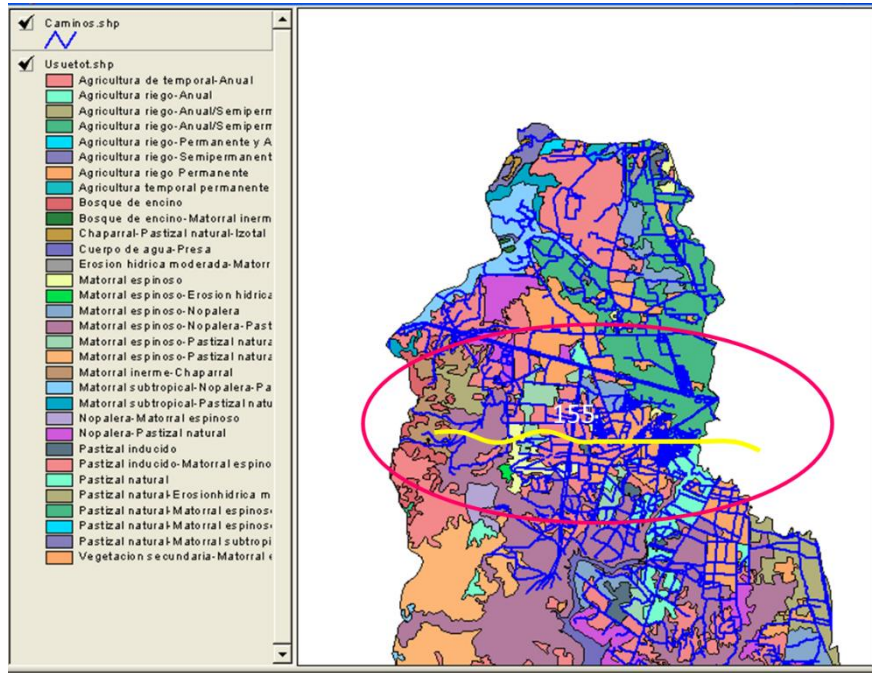 Caminos.shp
Usuetot.shp
Agricultura de temporal-Anual
Agricultura riego-Anual
Agricultura riego-Anual/Semiperm
Agricultura riego-Anual/Semiperm
Agricultura riego-Permanente y A
Agricultura riego-Semipermanent
Agricultura riego Permanente
Agricultura temporal permanente
Bosque de encino
Bosque de encino-Matorral inerm
Chaparral-Pastizal natural-Izotal
Cuerpo de agua-Presa
Erosion hidrica moderada-Matorr
Matorral espinoso
Matorral espinoso-Erosion hidrica
Matorral espinoso-Nopalera
Matorral espinoso-Nopalera-Past
Matorral espinoso-Pastizal natura
Matorral espinoso-Pastizal natura
Matorral inerme-Chaparral
Matorral subtropical-Nopalera-Pa
Matorral subtropical-Pastizal natu
Nopalera-Matorral espinoso
Nopalera-Pastizal natural
Pastizal inducido
Pastizal inducido-Matorral espino
Pastizal natural
Pastizal natural-Erosionhidrica m
Pastizal natural-Matorral espinos
Pastizal natural-Matorral espinos
Pastizal natural-Matorral subtropi
Vegetacion secundaria-Matorral e
155